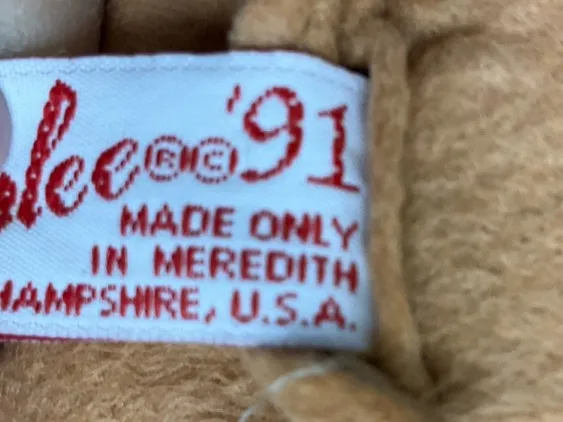 lee®© '91
MADE ONLY
IN MEREDITH
HAMPSHIRE, U.S.A.